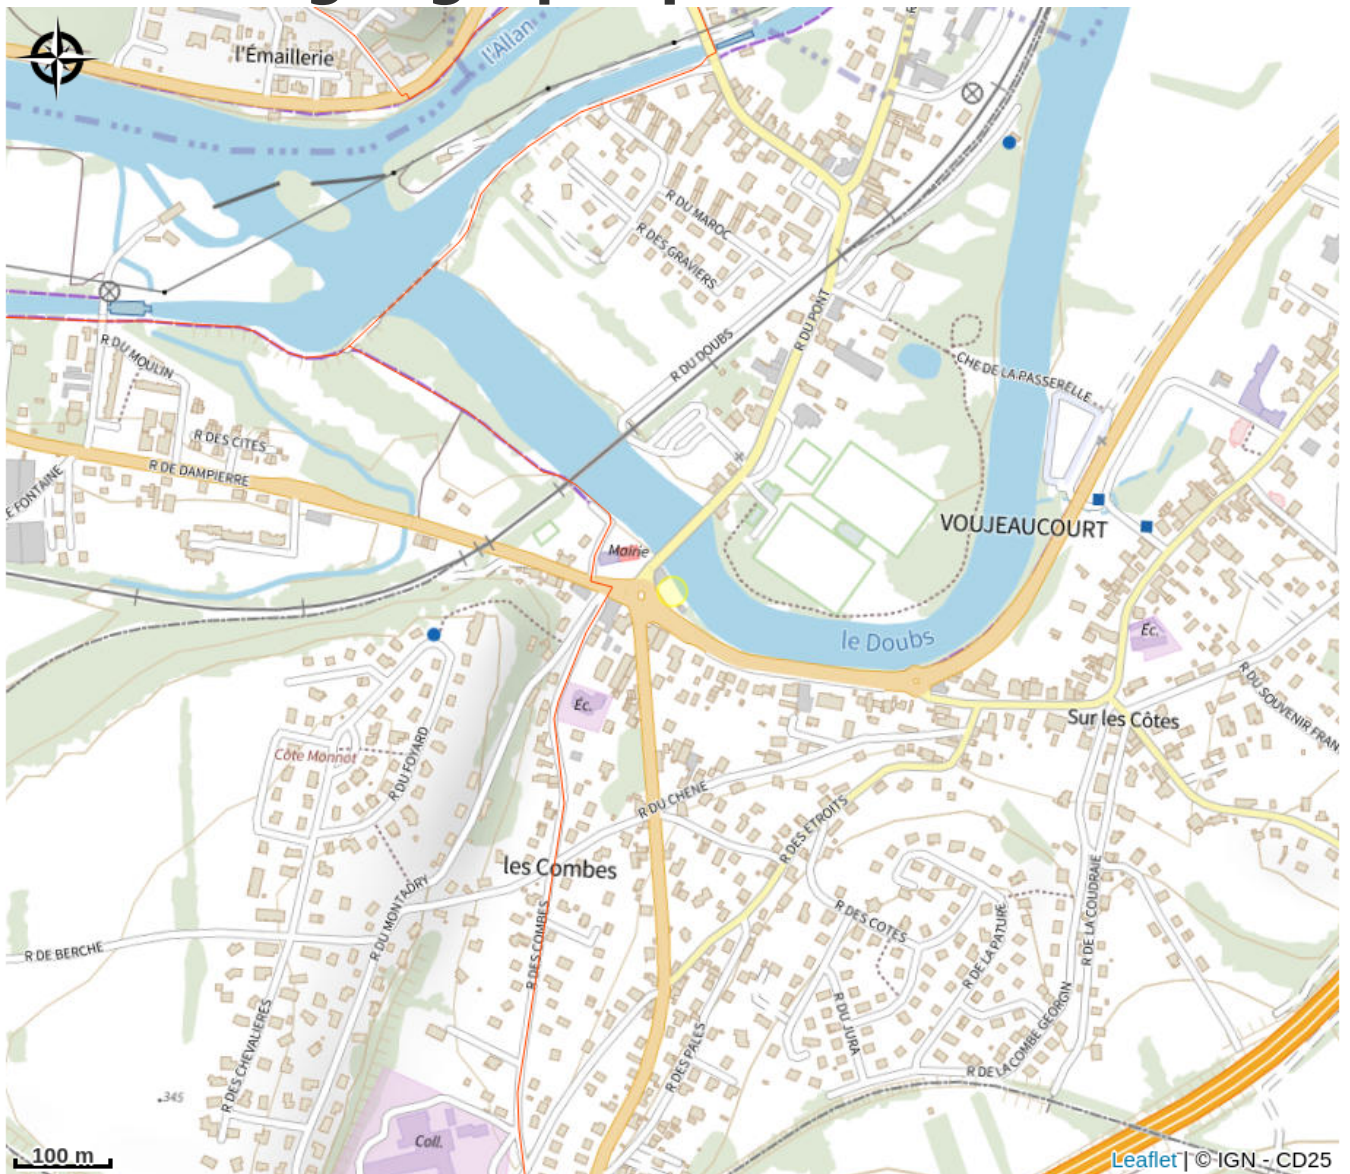 l'Émaillerie
l'Allan
R DU MAROC
R DES GRAVIERS
R DU PONT
R DU DOUBS
CHE DE LA PASSERELLE
R DU MOULIN
R DES CITES
R DE DAMPIERRE
E FONTAINE
VOUJEAUCOURT
Mairie
le Doubs
Éc.
Éc.
R DU SOUVENIR FRAN
Sur les Côtes
Côte Monnot
R DU FOYARD
R DU CHENE
R DES ETROITS
les Combes
R DU MONTADRY
R DES COMBES
R DES COTES
R DE LA PATURE
R DE LA COUDRAIE
R DE BERCHE
R DU JURA
R DES CHEVALIERES
R DES PALES
R DE LA COMBE GEORGIN
345
Coll.
100 m
Leaflet | © IGN - CD25